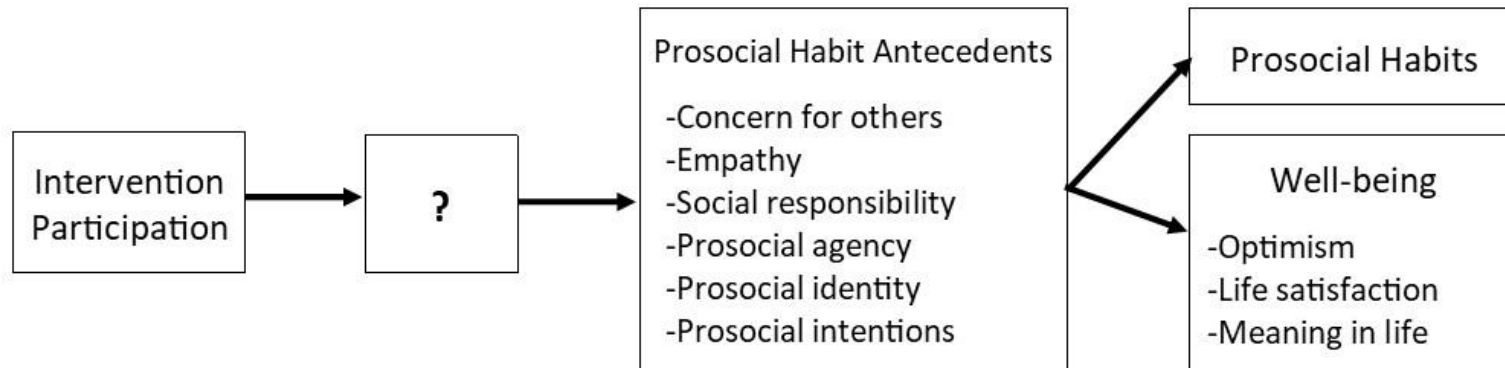 Intervention
Participation
?
Prosocial Habit Antecedents
-Concern for others
-Empathy
-Social responsibility
-Prosocial agency
-Prosocial identity
-Prosocial intentions
Prosocial Habits
Well-being
-Optimism
-Life satisfaction
-Meaning in life